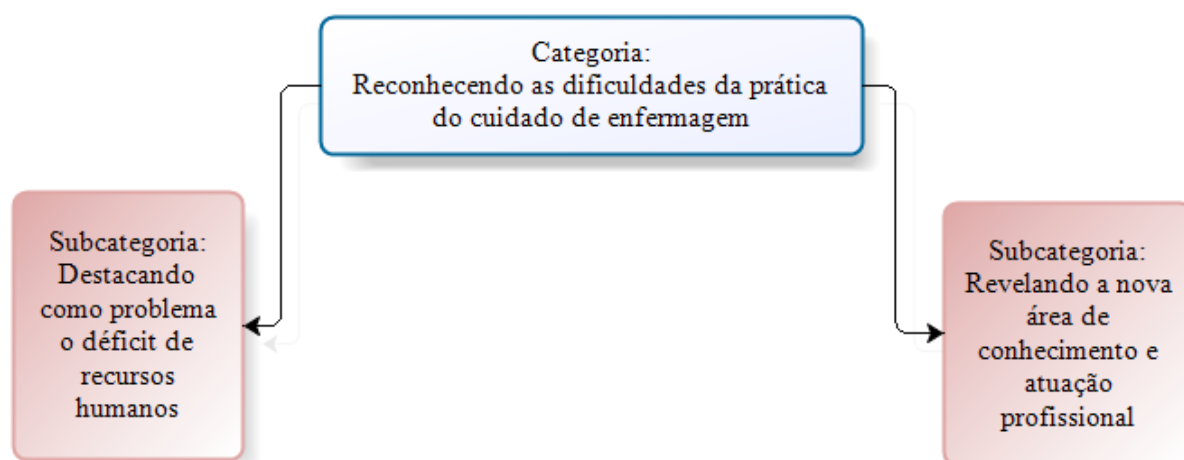 Categoria:
Reconhecendo as dificuldades da prática
do cuidado de enfermagem
Subcategoria:
Destacando
como problema
o déficit de
recursos
humanos
Subcategoria:
Revelando a nova
área de
conhecimento e
atuação
profissional